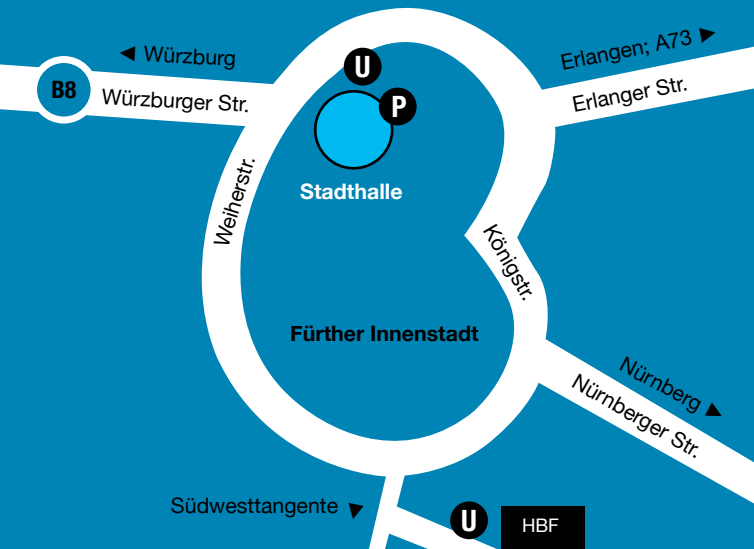 ◄ Würzburg
Erlangen; A73 ►
U
B8
Würzburger Str.
P
Erlanger Str.
Stadthalle
Weiherstr.
Königstr.
Fürther Innenstadt
Nürnberg ►
Nürnberger Str.
Südwesttangente ▼
U
HBF